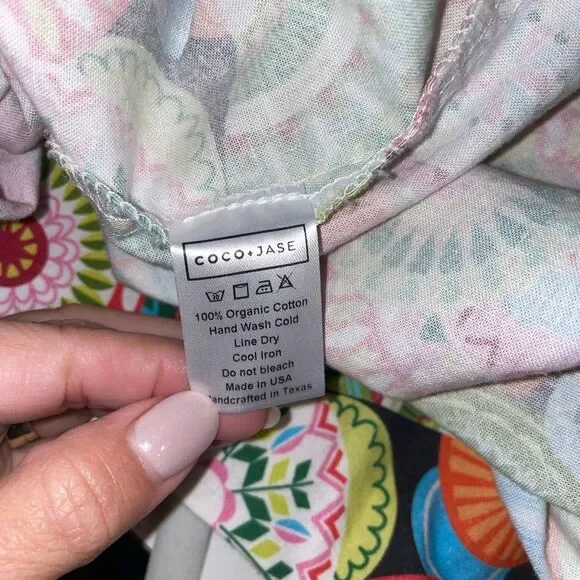 COCO+JASE
30
100% Organic Cotton
Hand Wash Cold
Line Dry
Cool Iron
Do not bleach
Made in USA
Handcrafted in Texas